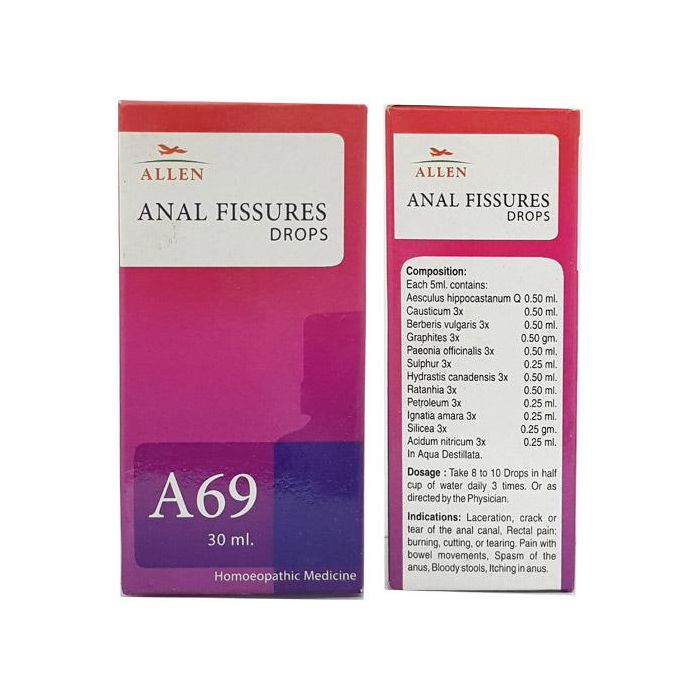 ALLEN
ANAL FISSURES
DROPS
A69
30 ml.
Homoeopathic Medicine
ALLEN
ANAL FISSURES
DROPS
Composition:
Each 5ml. contains:
Aesculus hippocastanum Q 0.50 ml.
Causticum 3x 0.50 ml.
Berberis vulgaris 3x 0.50 ml.
Graphites 3x 0.50 gm.
Paeonia officinalis 3x 0.50 ml.
Sulphur 3x 0.25 ml.
Hydrastis canadensis 3x 0.50 ml.
Ratanhia 3x 0.50 ml.
Petroleum 3x 0.25 ml.
Ignatia amara 3x 0.25 ml.
Silicea 3x 0.25 gm.
Acidum nitricum 3x 0.25 ml.
In Aqua Destillata.
Dosage : Take 8 to 10 Drops in half
cup of water daily 3 times. Or as
directed by the Physician.
Indications: Laceration, crack or
tear of the anal canal, Rectal pain:
burning, cutting, or tearing. Pain with
bowel movements, Spasm of the
anus, Bloody stools, Itching in anus.